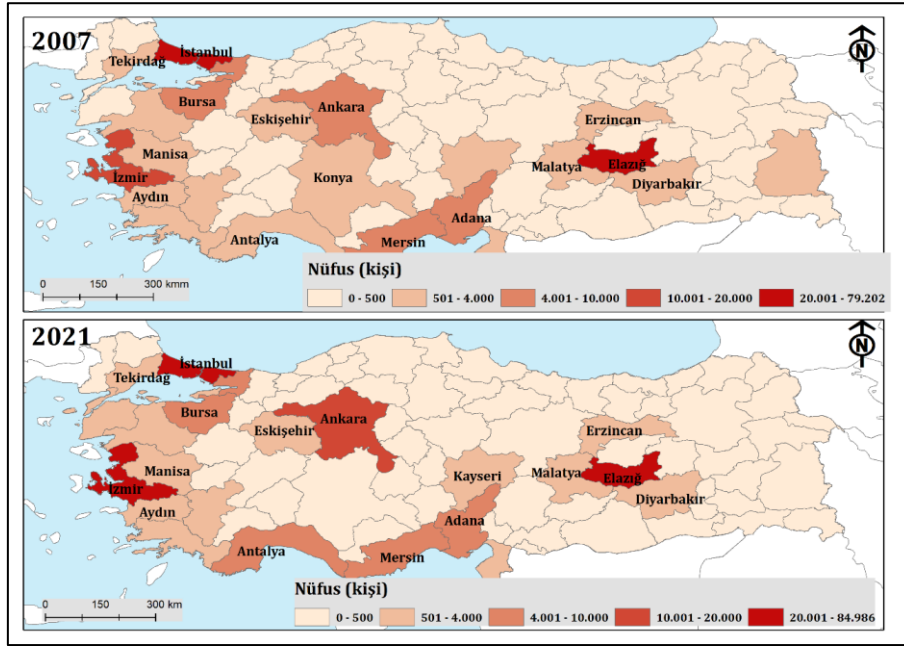 2007
N
İstanbul
Tekirdağ
Bursa
Ankara
Eskişehir
Erzincan
Manisa
Malatya
Elazığ
İzmir
Konya
Diyarbakır
Aydın
Adana
Antalya
Mersin
Nüfus (kişi)
0 150 300 kmm
0 - 500 501 - 4.000 4.001 - 10.000 10.001 - 20.000 20.001 - 79.202
2021
N
İstanbul
Tekirdağ
Bursa
Ankara
Eskişehir
Erzincan
Manisa
Kayseri
Malatya
Elazığ
İzmir
Diyarbakır
Aydın
Adana
Antalya
Mersin
Nüfus (kişi)
0 150 300 km
0 - 500 501 - 4.000 4.001 - 10.000 10.001 - 20.000 20.001 - 84.986